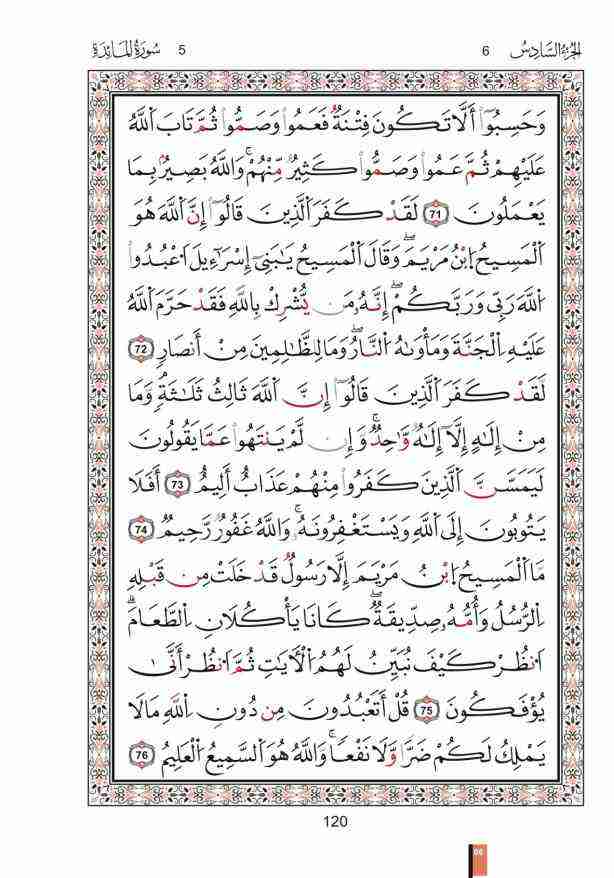 الجزء السادس 6 5 سورة المائدة
وَحَسِبُوٓا۟ أَلَّا تَكُونَ فِتْنَةٌ فَعَمُوا۟ وَصَمُّوا۟ ثُمَّ تَابَ ٱللَّهُ
عَلَيْهِمْ ثُمَّ عَمُوا۟ وَصَمُّوا۟ كَثِيرٌ مِّنْهُمْ ۚ وَٱللَّهُ بَصِيرٌۢ بِمَا
يَعْمَلُونَ 71 لَقَدْ كَفَرَ ٱلَّذِينَ قَالُوٓا۟ إِنَّ ٱللَّهَ هُوَ
ٱلْمَسِيحُ ٱبْنُ مَرْيَمَ ۖ وَقَالَ ٱلْمَسِيحُ يَـٰبَنِىٓ إِسْرَٰٓءِيلَ ٱعْبُدُوا۟
ٱللَّهَ رَبِّى وَرَبَّكُمْ ۖ إِنَّهُۥ مَن يُشْرِكْ بِٱللَّهِ فَقَدْ حَرَّمَ ٱللَّهُ
عَلَيْهِ ٱلْجَنَّةَ وَمَأْوَىٰهُ ٱلنَّارُ ۖ وَمَا لِلظَّـٰلِمِينَ مِنْ أَنصَارٍ 72
لَّقَدْ كَفَرَ ٱلَّذِينَ قَالُوٓا۟ إِنَّ ٱللَّهَ ثَالِثُ ثَلَـٰثَةٍ ۘ وَمَا
مِنْ إِلَـٰهٍ إِلَّآ إِلَـٰهٌ وَٰحِدٌ ۚ وَإِن لَّمْ يَنتَهُوا۟ عَمَّا يَقُولُونَ
لَيَمَسَّنَّ ٱلَّذِينَ كَفَرُوا۟ مِنْهُمْ عَذَابٌ أَلِيمٌ 73 أَفَلَا
يَتُوبُونَ إِلَى ٱللَّهِ وَيَسْتَغْفِرُونَهُۥ ۚ وَٱللَّهُ غَفُورٌ رَّحِيمٌ 74
مَّا ٱلْمَسِيحُ ٱبْنُ مَرْيَمَ إِلَّا رَسُولٌ قَدْ خَلَتْ مِن قَبْلِهِ
ٱلرُّسُلُ وَأُمُّهُۥ صِدِّيقَةٌ ۖ كَانَا يَأْكُلَانِ ٱلطَّعَامَ ۗ
ٱنظُرْ كَيْفَ نُبَيِّنُ لَهُمُ ٱلْـَٔايَـٰتِ ثُمَّ ٱنظُرْ أَنَّىٰ
يُؤْفَكُونَ 75 قُلْ أَتَعْبُدُونَ مِن دُونِ ٱللَّهِ مَا لَا
يَمْلِكُ لَكُمْ ضَرًّا وَلَا نَفْعًا ۚ وَٱللَّهُ هُوَ ٱلسَّمِيعُ ٱلْعَلِيمُ 76
120